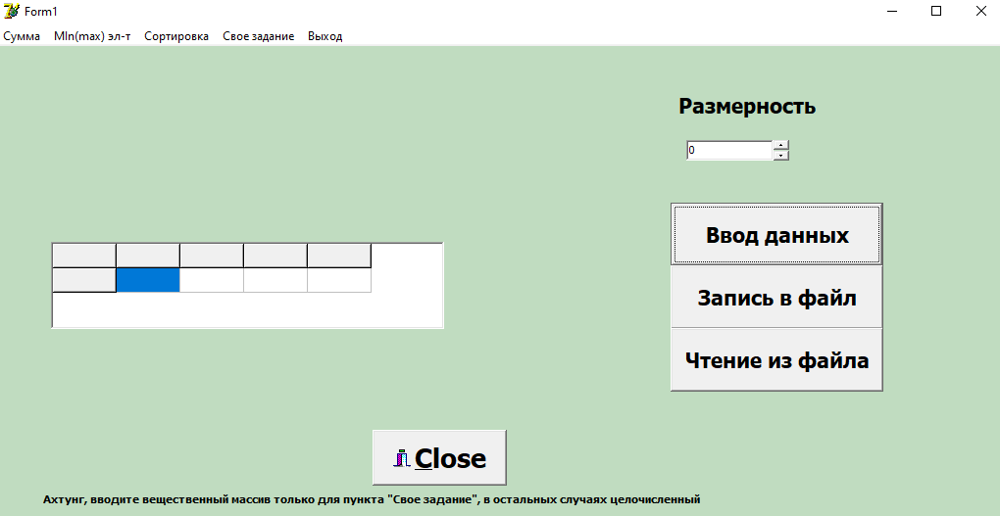 Form1
Сумма MIn(max) эл-т Сортировка Свое задание Выход
Размерность
0
Ввод данных
Запись в файл
Чтение из файла
Close
Ахтунг, вводите вещественный массив только для пункта "Свое задание", в остальных случаях целочисленный